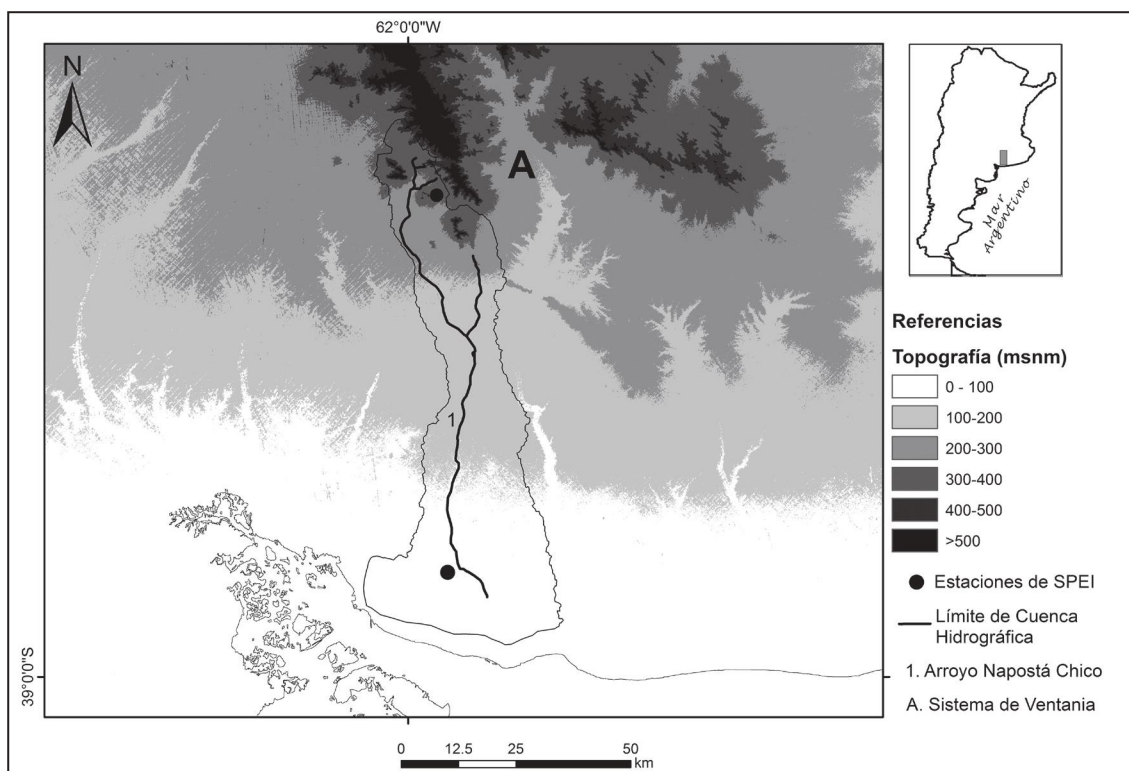 62°0'0"W
N
A
1
39°0'0"S
0 12.5 25 50
km
Mar
Argentino
Referencias
Topografía (msnm)
0 - 100
100-200
200-300
300-400
400-500
>500
Estaciones de SPEI
Límite de Cuenca
Hidrográfica
1. Arroyo Napostá Chico
A. Sistema de Ventania